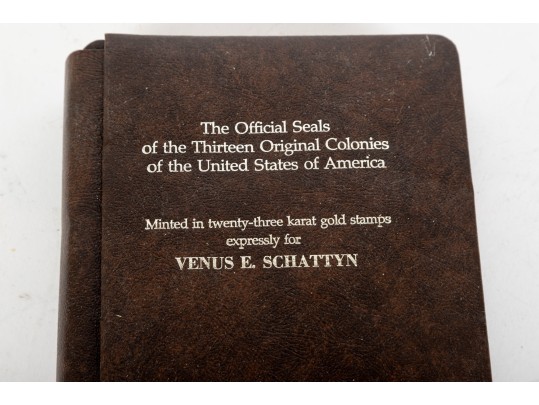 The Official Seals
of the Thirteen Original Colonies
of the United States of America
Minted in twenty-three karat gold stamps
expressly for
VENUS E. SCHATTYN